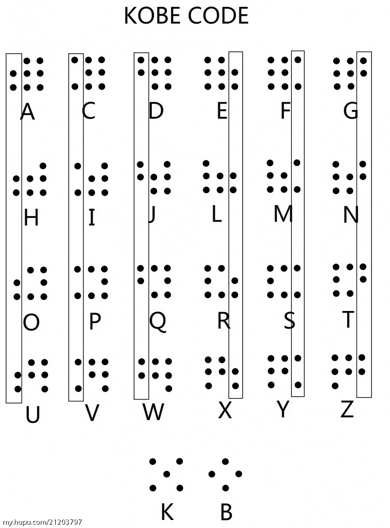 KOBE CODE
A C D E F G
H I J L M N
O P Q R S T
U V W X Y Z
K B
my.hupu.com/21203797